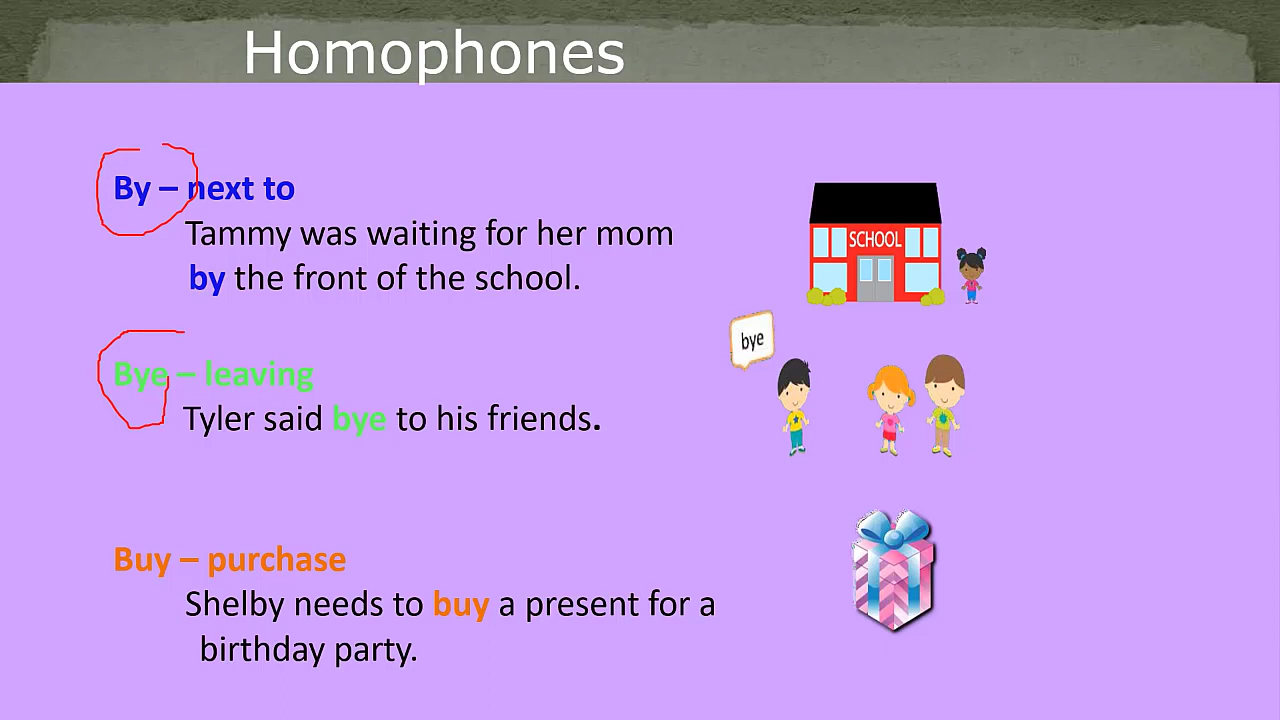 Homophones
By – next to
Tammy was waiting for her mom
by the front of the school.
SCHOOL
bye
Bye – leaving
Tyler said bye to his friends.
Buy – purchase
Shelby needs to buy a present for a
birthday party.